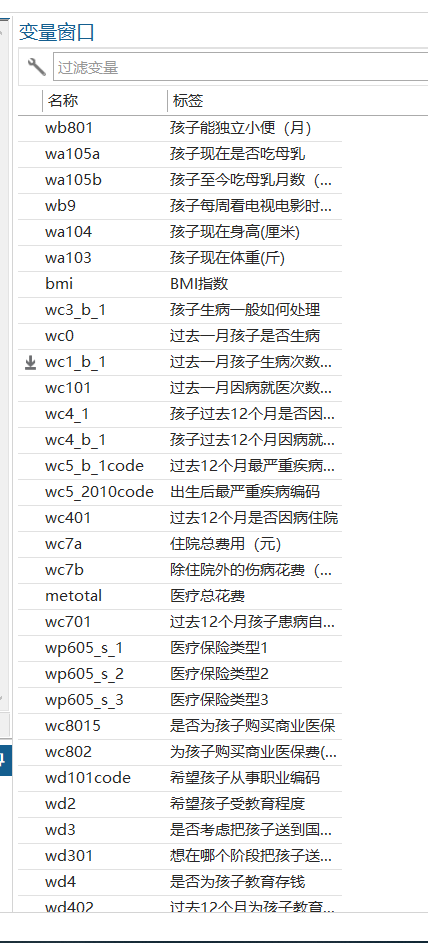 变量窗口
过滤变量
名称 标签
wb801 孩子能独立小便（月）
wa105a 孩子现在是否吃母乳
wa105b 孩子至今吃母乳月数（...
wb9 孩子每周看电视电影时...
wa104 孩子现在身高(厘米)
wa103 孩子现在体重(斤)
bmi BMI指数
wc3_b_1 孩子生病一般如何处理
wc0 过去一月孩子是否生病
wc1_b_1 过去一月孩子生病次数...
wc101 过去一月因病就医次数...
wc4_1 孩子过去12个月是否因...
wc4_b_1 孩子过去12个月因病就...
wc5_b_1code 过去12个月最严重疾病...
wc5_2010code 出生后最严重疾病编码
wc401 过去12个月是否因病住院
wc7a 住院总费用（元）
wc7b 除住院外的伤病花费（...
metotal 医疗总花费
wc701 过去12个月孩子患病自...
wp605_s_1 医疗保险类型1
wp605_s_2 医疗保险类型2
wp605_s_3 医疗保险类型3
wc8015 是否为孩子购买商业医保
wc802 为孩子购买商业医保费(...
wd101code 希望孩子从事职业编码
wd2 希望孩子受教育程度
wd3 是否考虑把孩子送到国...
wd301 想在哪个阶段把孩子送...
wd4 是否为孩子教育存钱
wd402 过去12个月为孩子教育...